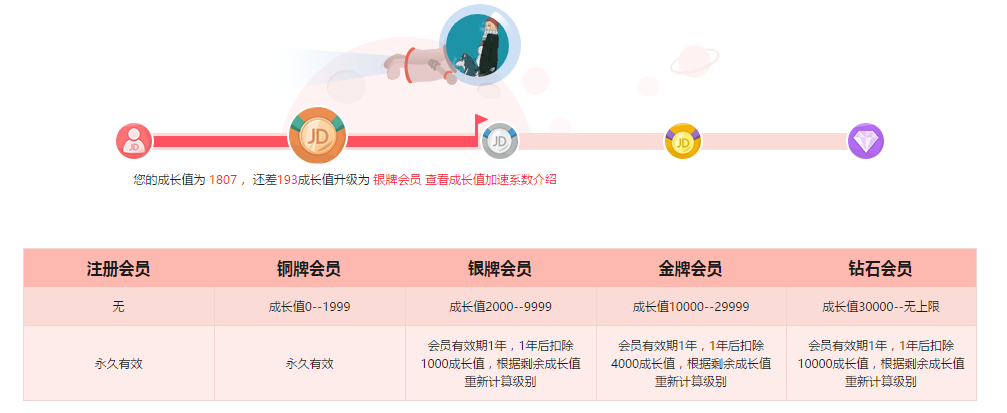 JD
JD
JD
JD
您的成长值为 1807 ，还差193成长值升级为 银牌会员 查看成长值加速系数介绍
注册会员 铜牌会员 银牌会员 金牌会员 钻石会员
无 成长值0--1999 成长值2000--9999 成长值10000--29999 成长值30000--无上限
永久有效
永久有效
会员有效期1年，1年后扣除
1000成长值，根据剩余成长值
重新计算级别
会员有效期1年，1年后扣除
4000成长值，根据剩余成长值
重新计算级别
会员有效期1年，1年后扣除
10000成长值，根据剩余成长值
重新计算级别